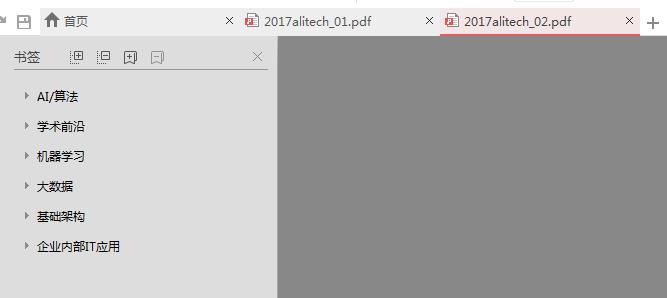 首页 2017alitech_01.pdf 2017alitech_02.pdf
书签
AI/算法
学术前沿
机器学习
大数据
基础架构
企业内部IT应用